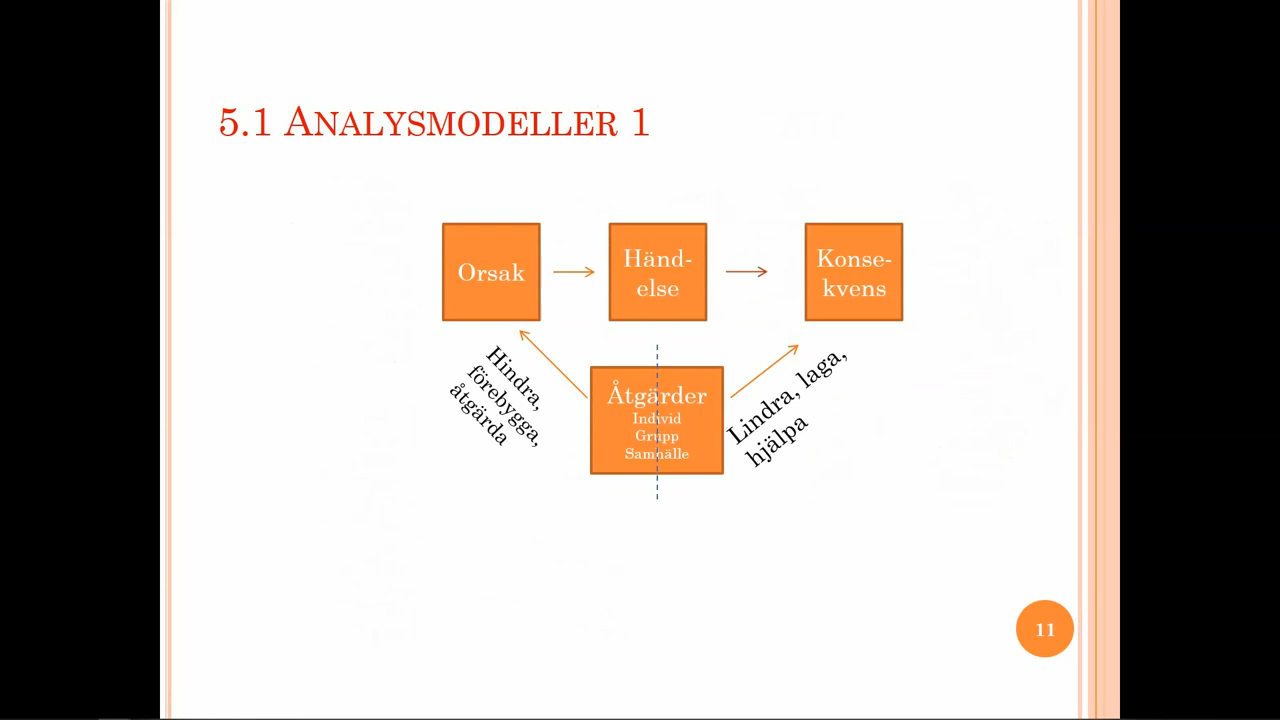 5.1 ANALYSMODELLER 1
Orsak
Händ-
else
Konse-
kvens
Hindra,
förebygga,
åtgärda
Åtgärder
Individ
Grupp
Samhälle
Lindra, laga,
hjälpa
11